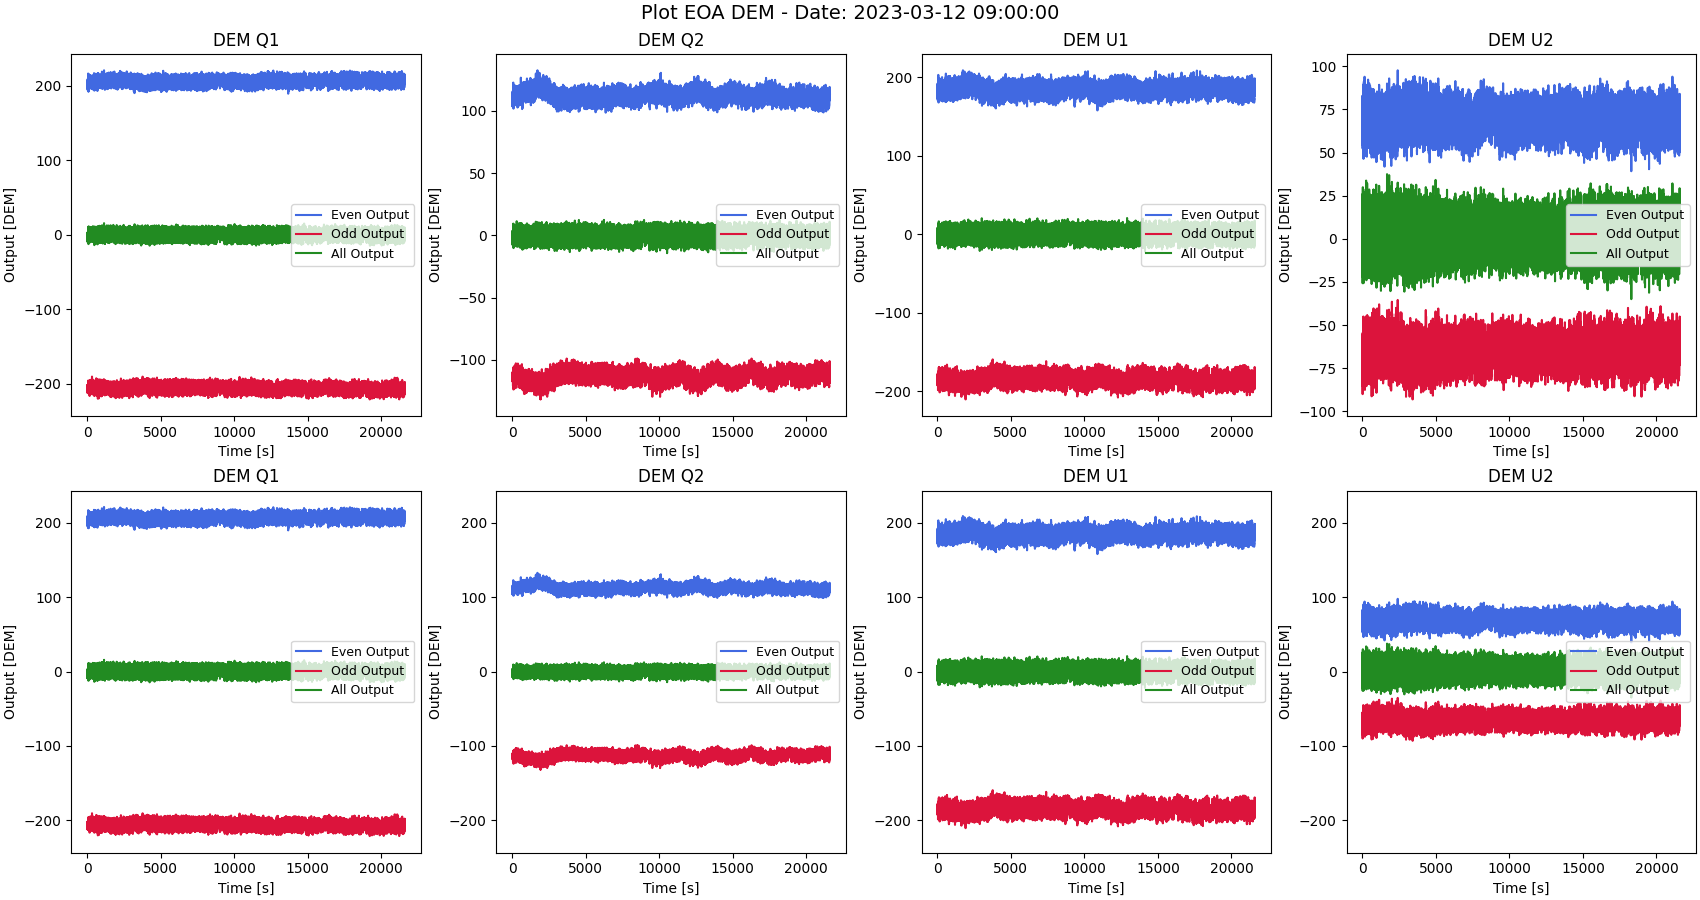 Plot EOA DEM - Date: 2023-03-12 09:00:00
DEM Q1
Output [DEM]
200
100
0
−100
−200
Even Output
Odd Output
All Output
0 5000 10000 15000 20000
Time [s]
DEM Q2
Output [DEM]
100
50
0
−50
−100
Even Output
Odd Output
All Output
0 5000 10000 15000 20000
Time [s]
DEM U1
Output [DEM]
200
100
0
−100
−200
Even Output
Odd Output
All Output
0 5000 10000 15000 20000
Time [s]
DEM U2
Output [DEM]
100
75
50
25
0
−25
−50
−75
−100
Even Output
Odd Output
All Output
0 5000 10000 15000 20000
Time [s]
DEM Q1
Output [DEM]
200
100
0
−100
−200
Even Output
Odd Output
All Output
0 5000 10000 15000 20000
Time [s]
DEM Q2
Output [DEM]
200
100
0
−100
−200
Even Output
Odd Output
All Output
0 5000 10000 15000 20000
Time [s]
DEM U1
Output [DEM]
200
100
0
−100
−200
Even Output
Odd Output
All Output
0 5000 10000 15000 20000
Time [s]
DEM U2
Output [DEM]
200
100
0
−100
−200
Even Output
Odd Output
All Output
0 5000 10000 15000 20000
Time [s]